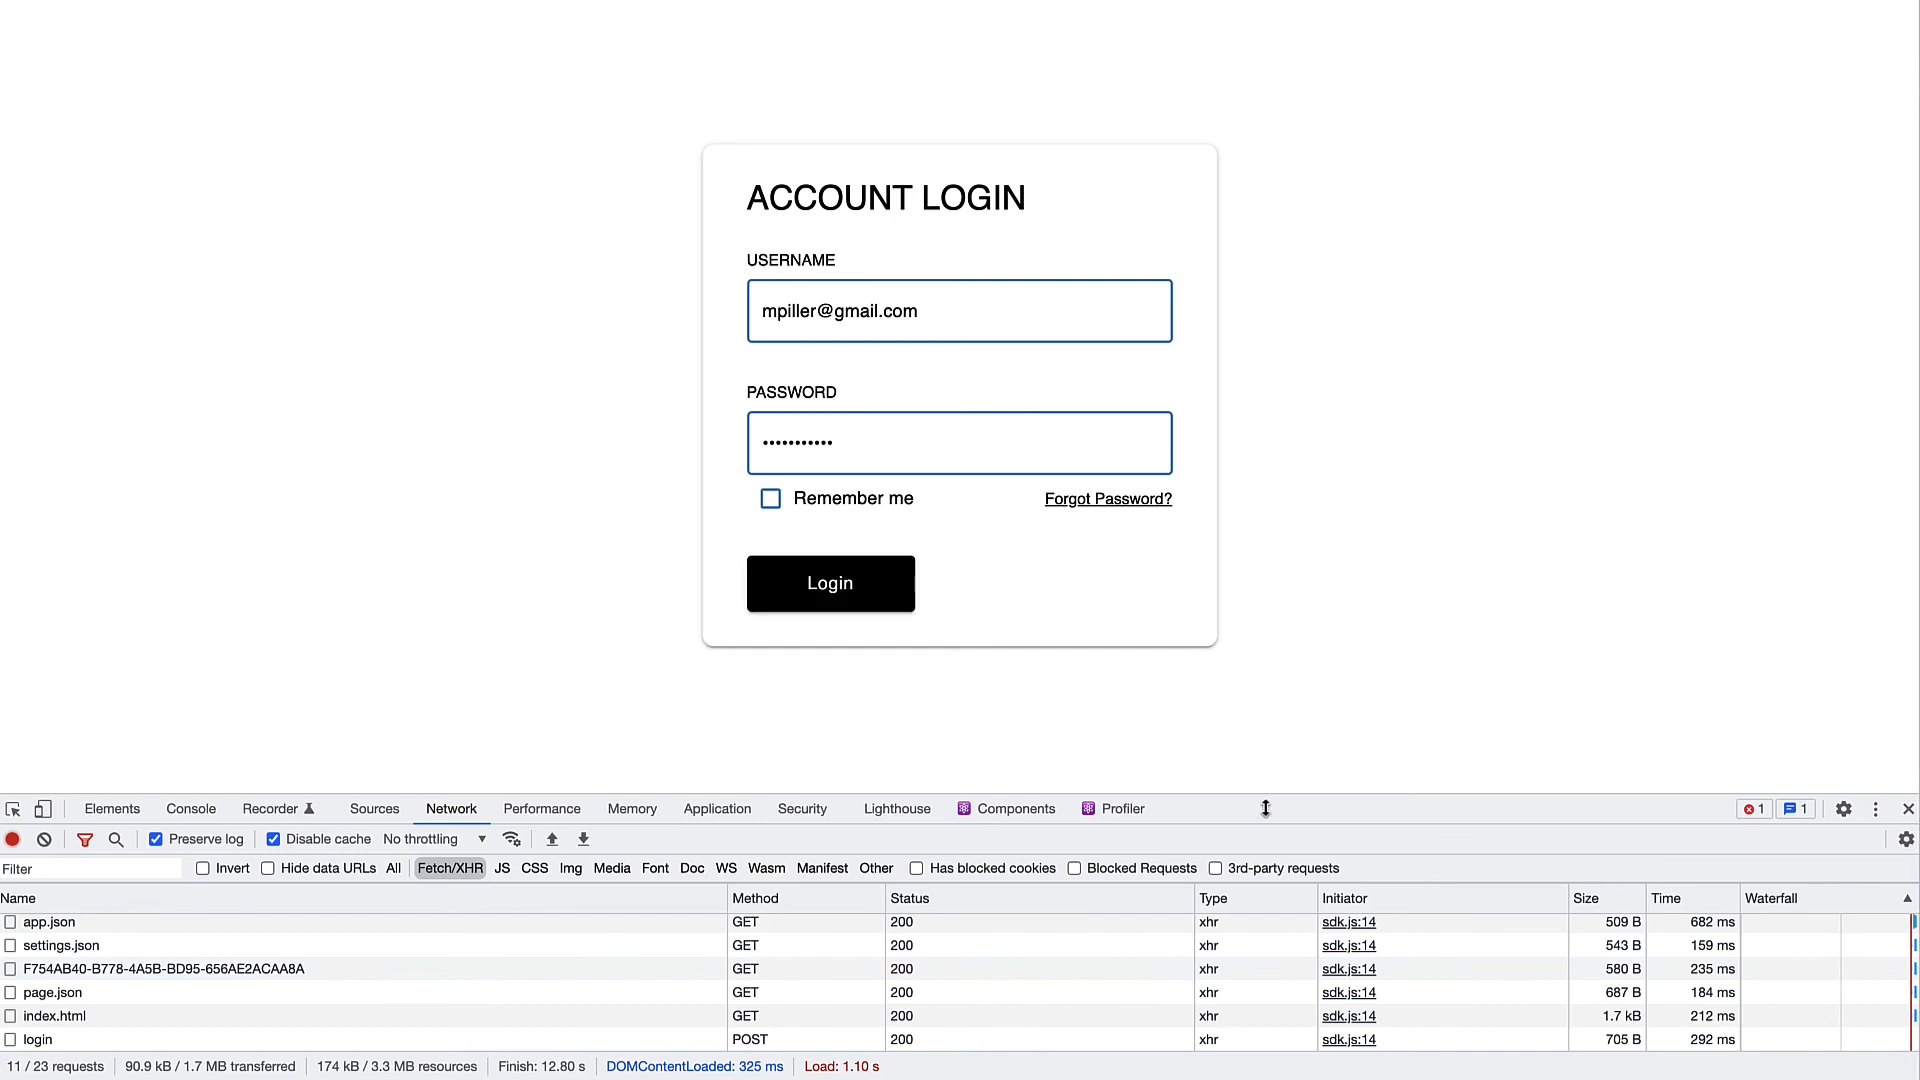 ACCOUNT LOGIN
USERNAME
mpiller@gmail.com
PASSWORD
•••••••••••
Remember me Forgot Password?
Login
Elements Console Recorder Sources Network Performance Memory Application Security Lighthouse Components Profiler 1 1
Preserve log Disable cache No throttling
Filter Invert Hide data URLs All Fetch/XHR JS CSS Img Media Font Doc WS Wasm Manifest Other Has blocked cookies Blocked Requests 3rd-party requests
Name Method Status Type Initiator Size Time Waterfall
app.json GET 200 xhr sdk.js:14 509 B 682 ms
settings.json GET 200 xhr sdk.js:14 543 B 159 ms
F754AB40-B778-4A5B-BD95-656AE2ACAA8A GET 200 xhr sdk.js:14 580 B 235 ms
page.json GET 200 xhr sdk.js:14 687 B 184 ms
index.html GET 200 xhr sdk.js:14 1.7 kB 212 ms
login POST 200 xhr sdk.js:14 705 B 292 ms
11 / 23 requests 90.9 kB / 1.7 MB transferred 174 kB / 3.3 MB resources Finish: 12.80 s DOMContentLoaded: 325 ms Load: 1.10 s